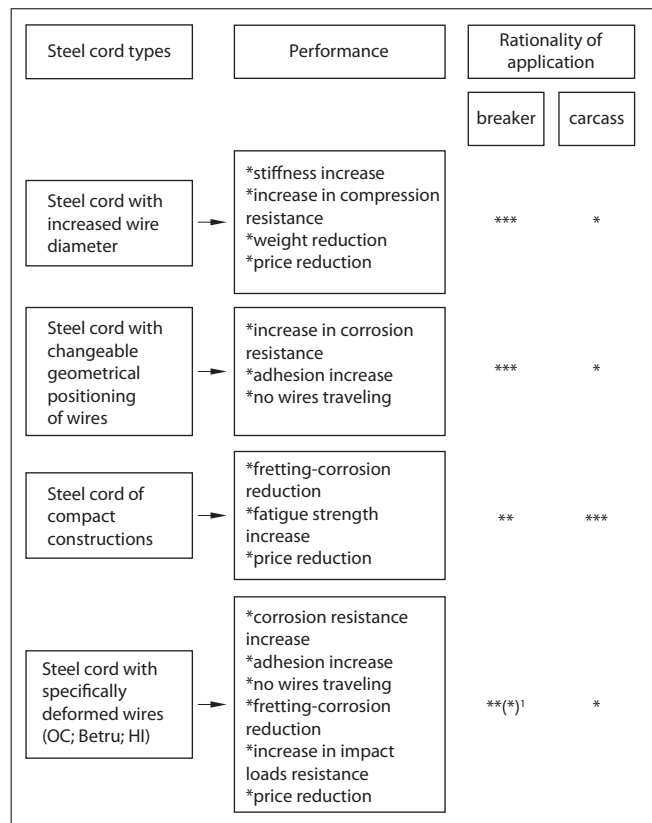 Steel cord types
Performance
Rationality of
application
breaker
carcass
Steel cord with
increased wire
diameter
*stiffness increase
*increase in compression
resistance
*weight reduction
*price reduction
***
*
Steel cord with
changeable
geometrical
positioning
of wires
*increase in corrosion
resistance
*adhesion increase
*no wires traveling
***
*
Steel cord of
compact
constructions
*fretting-corrosion
reduction
*fatigue strength
increase
*price reduction
**
***
Steel cord with
specifically
deformed wires
(OC; Betru; HI)
*corrosion resistance
increase
*adhesion increase
*no wires traveling
*fretting-corrosion
reduction
*increase in impact
loads resistance
*price reduction
**(*)¹
*